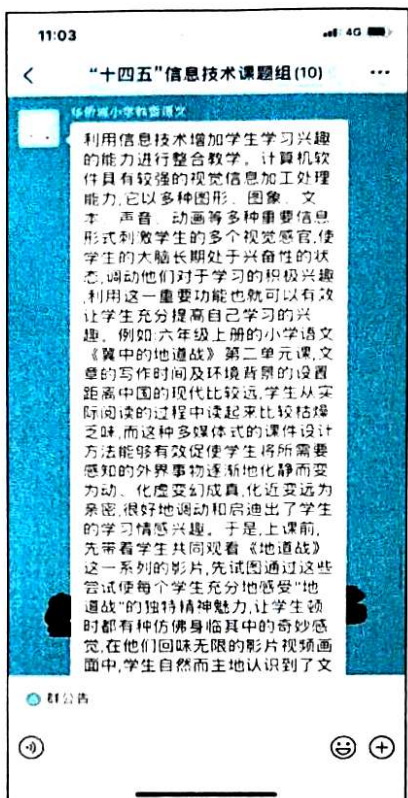 11:03
4G
“十四五”信息技术课题组(10)
利用信息技术增加学生学习兴趣
的能力进行整合教学。计算机软
件具有较强的视觉信息加工处理
能力,它以多种图形、图象、文
本、声音、动画等多种重要信息
形式刺激学生的多个视觉感官,使
学生的大脑长期处于兴奋性的状
态,调动他们对于学习的积极兴趣
,利用这一重要功能也就可以有效
让学生充分提高自己学习的兴
趣。例如:六年级上册的小学语文
《冀中的地道战》第二单元课,文
章的写作时间及环境背景的设置
距离中国的现代比较远,学生从实
际阅读的过程中读起来比较枯燥
乏味,而这种多媒体式的课件设计
方法能够有效促使学生将所需要
感知的外界事物逐渐地化静而变
为动、化虚变幻成真,化近变远为
亲密,很好地调动和启迪出了学生
的学习情感兴趣。于是,上课前,
先带着学生共同观看《地道战》
这一系列的影片,先试图通过这些
尝试使每个学生充分地感受"地
道战"的独特精神魅力,让学生顿
时都有种仿佛身临其中的奇妙感
觉,在他们回味无限的影片视频画
面中,学生自然而主地认识到了文
群公告